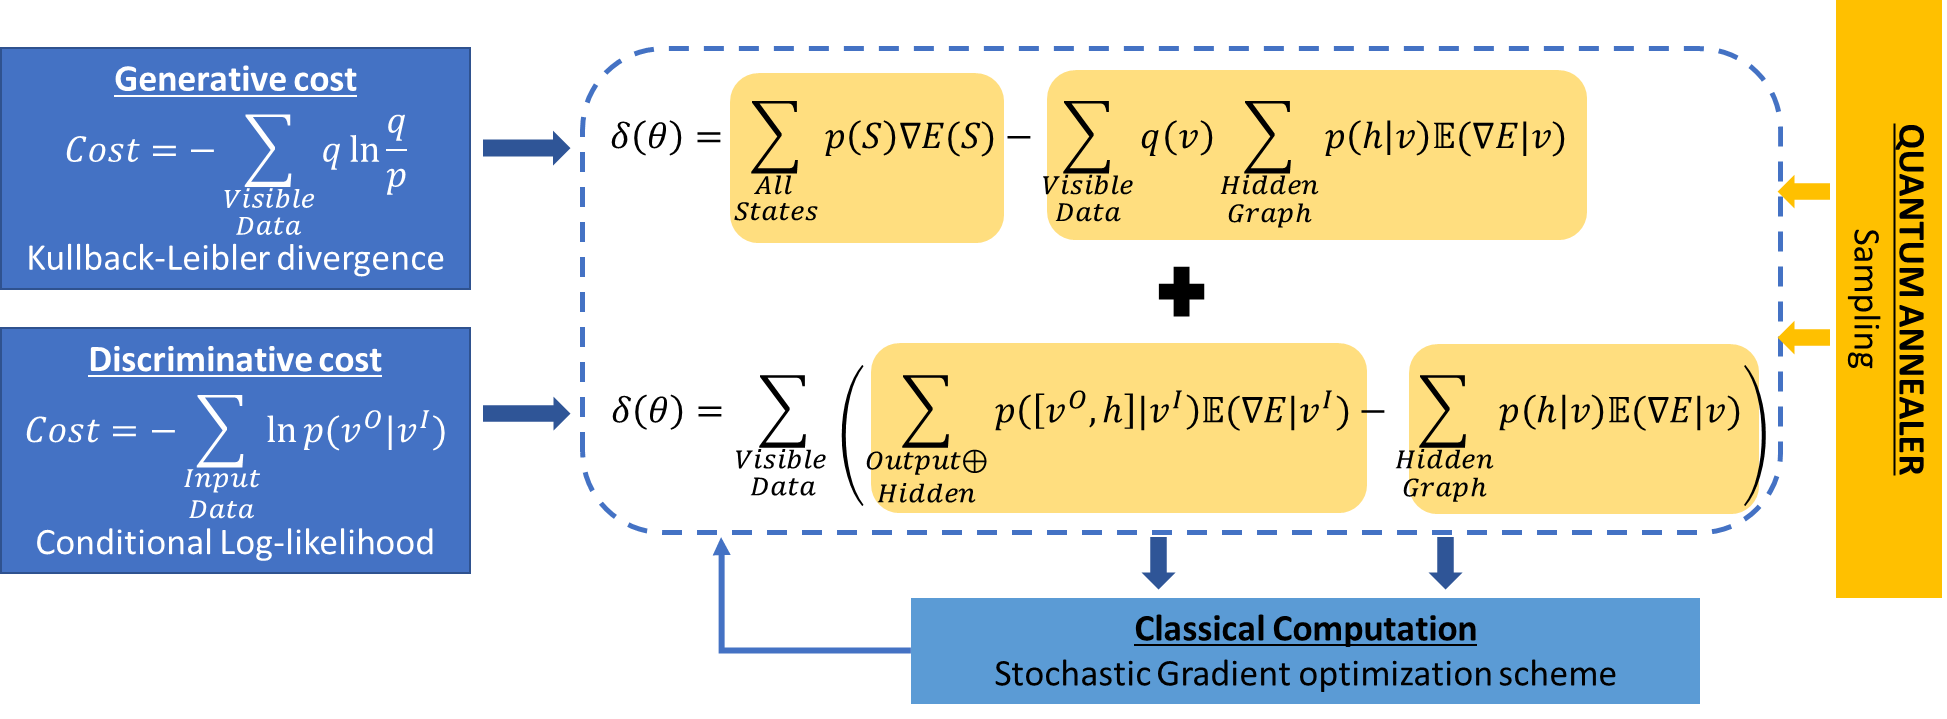 Generative cost
Cost = − ∑ q ln q/p
Visible
Data
Kullback-Leibler divergence
Discriminative cost
Cost = − ∑ ln p(v^O|v^I)
Input
Data
Conditional Log-likelihood
δ(θ) = ∑ p(S)∇E(S) − ∑ q(v) ∑ p(h|v)𝔼(∇E|v)
All States Visible Data Hidden Graph
+
δ(θ) = ∑ ( ∑ p([v^O, h]|v^I)𝔼(∇E|v^I) − ∑ p(h|v)𝔼(∇E|v) )
Visible Data Output⊕ Hidden Hidden Graph
Classical Computation
Stochastic Gradient optimization scheme
QUANTUM ANNEALER
Sampling